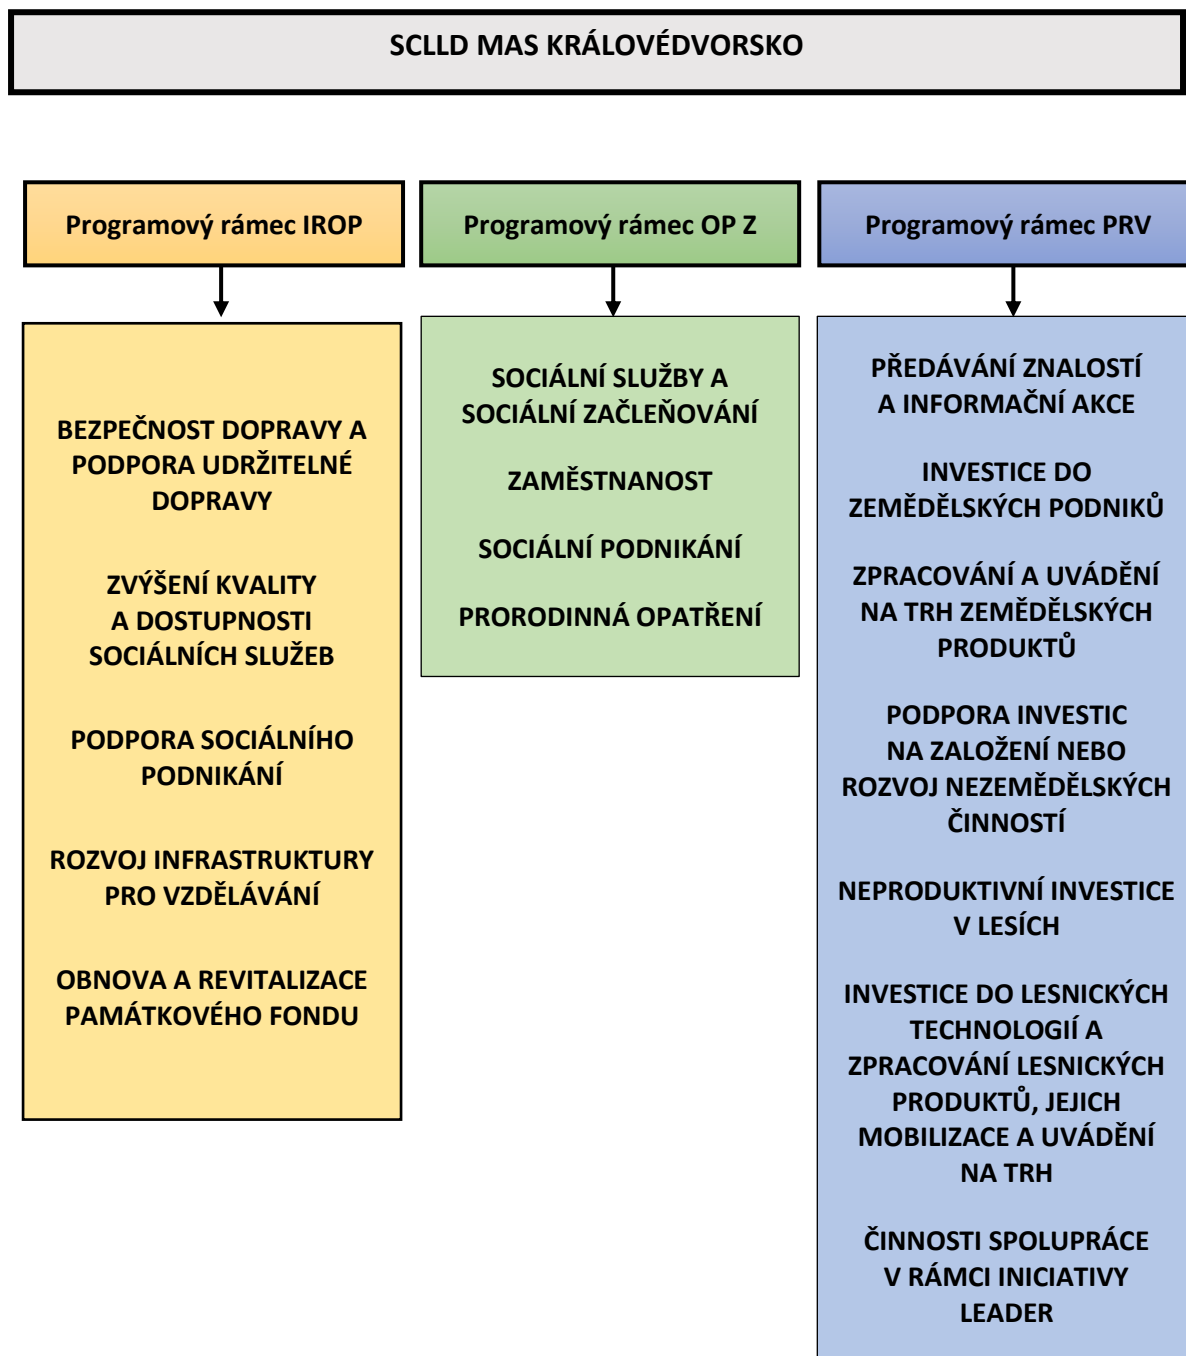 SCLLD MAS KRÁLOVÉDVORSKO
Programový rámec IROP
BEZPEČNOST DOPRAVY A
PODPORA UDRŽITELNÉ
DOPRAVY
ZVÝŠENÍ KVALITY
A DOSTUPNOSTI
SOCIÁLNÍCH SLUŽEB
PODPORA SOCIÁLNÍHO
PODNIKÁNÍ
ROZVOJ INFRASTRUKTURY
PRO VZDĚLÁVÁNÍ
OBNOVA A REVITALIZACE
PAMÁTKOVÉHO FONDU
Programový rámec OP Z
SOCIÁLNÍ SLUŽBY A
SOCIÁLNÍ ZAČLEŇOVÁNÍ
ZAMĚSTNANOST
SOCIÁLNÍ PODNIKÁNÍ
PRORODINNÁ OPATŘENÍ
Programový rámec PRV
PŘEDÁVÁNÍ ZNALOSTÍ
A INFORMAČNÍ AKCE
INVESTICE DO
ZEMĚDĚLSKÝCH PODNIKŮ
ZPRACOVÁNÍ A UVÁDĚNÍ
NA TRH ZEMĚDĚLSKÝCH
PRODUKTŮ
PODPORA INVESTIC
NA ZALOŽENÍ NEBO
ROZVOJ NEZEMĚDĚLSKÝCH
ČINNOSTÍ
NEPRODUKTIVNÍ INVESTICE
V LESÍCH
INVESTICE DO LESNICKÝCH
TECHNOLOGIÍ A
ZPRACOVÁNÍ LESNICKÝCH
PRODUKTŮ, JEJICH
MOBILIZACE A UVÁDĚNÍ
NA TRH
ČINNOSTI SPOLUPRÁCE
V RÁMCI INICIATIVY
LEADER